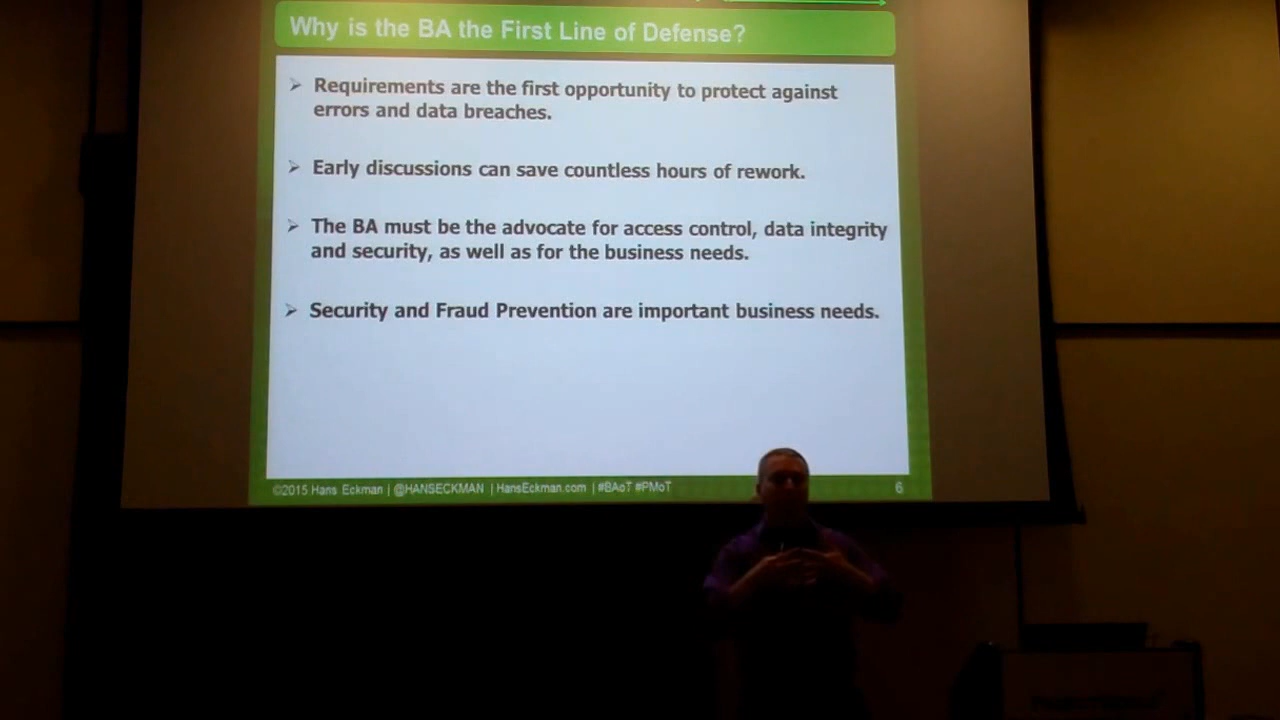 Why is the BA the First Line of Defense?
Requirements are the first opportunity to protect against
errors and data breaches.
Early discussions can save countless hours of rework.
The BA must be the advocate for access control, data integrity
and security, as well as for the business needs.
Security and Fraud Prevention are important business needs.
©2015 Hans Eckman | @HANSECKMAN | HansEckman.com | #BAoT #PMoT
6